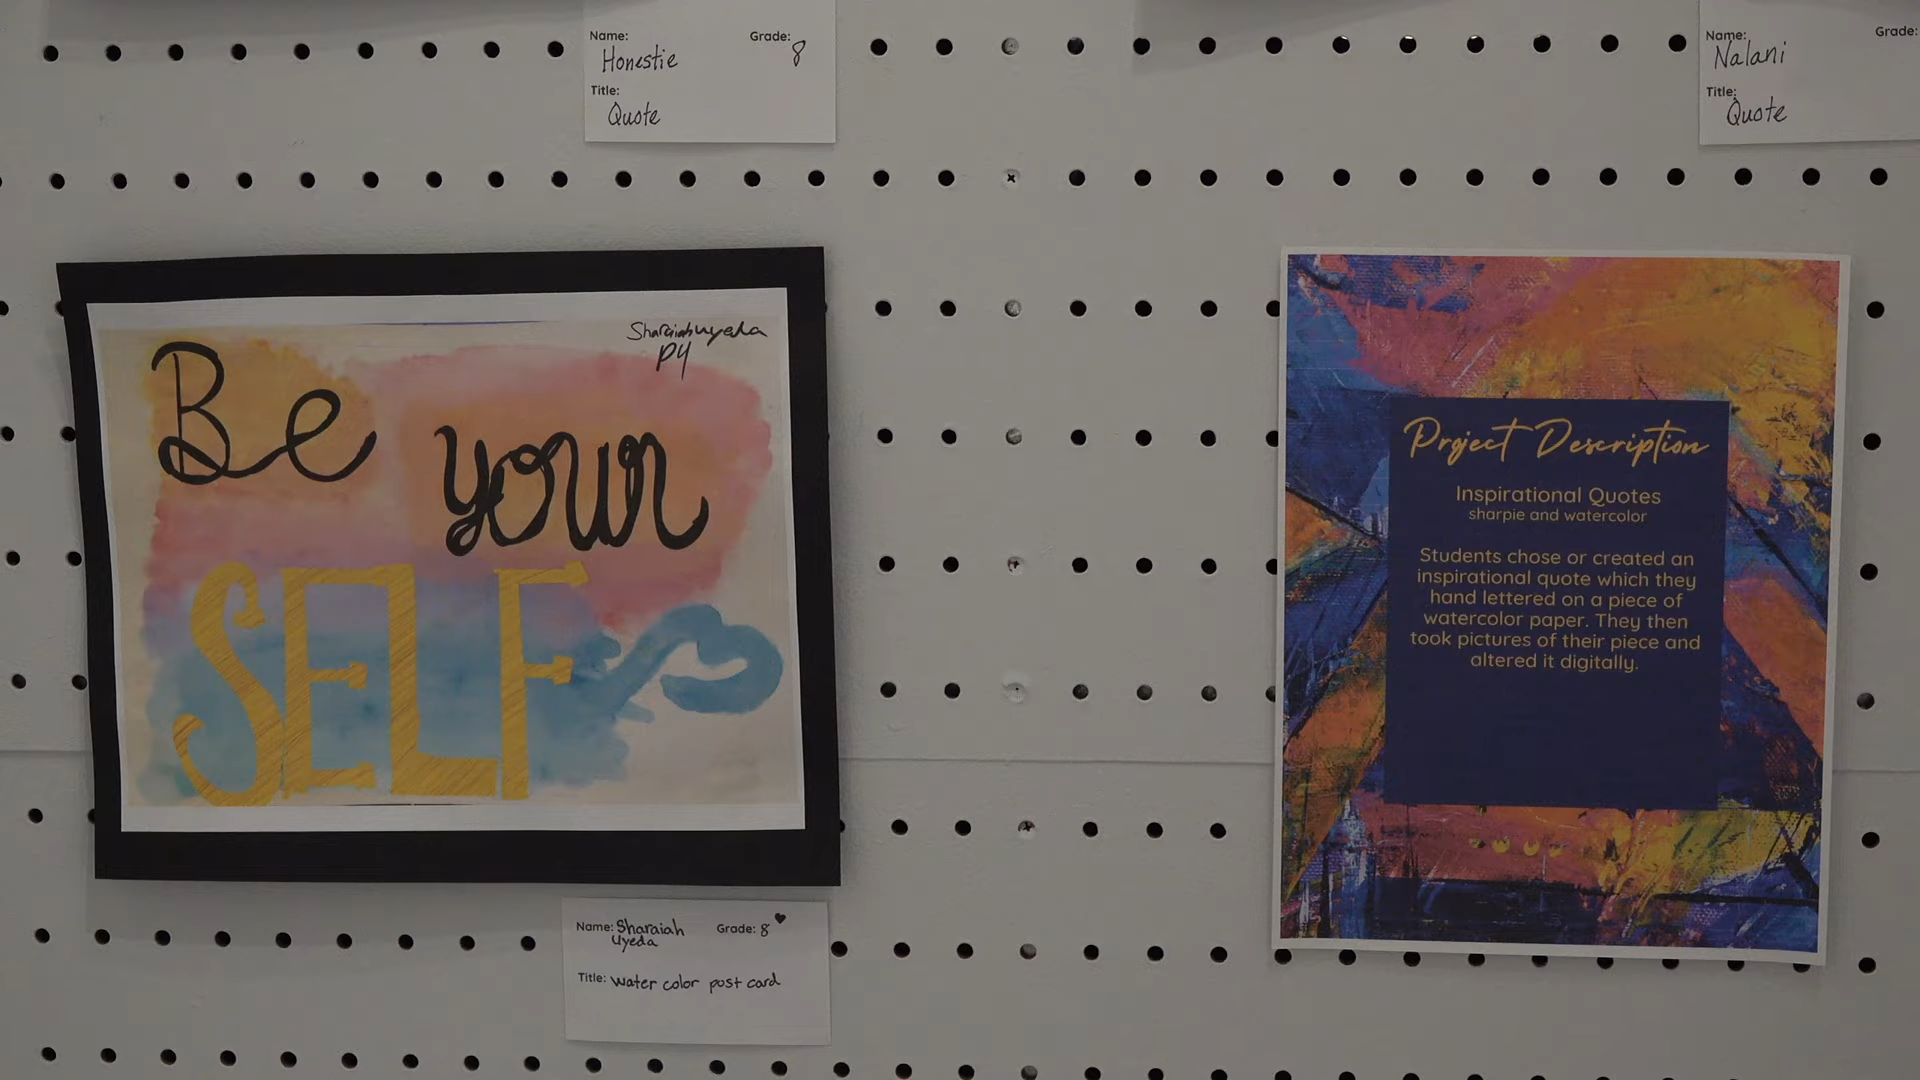 Name: Grade:
Honestie 8
Title:
Quote
Name: Grade:
Nalani
Title:
Quote
Sharaiah Uyeda
P4
Be
your
SELF
Project Description
Inspirational Quotes
sharpie and watercolor
Students chose or created an
inspirational quote which they
hand lettered on a piece of
watercolor paper. They then
took pictures of their piece and
altered it digitally.
Name: Sharaiah Grade: 8
Uyeda
Title: water color post card